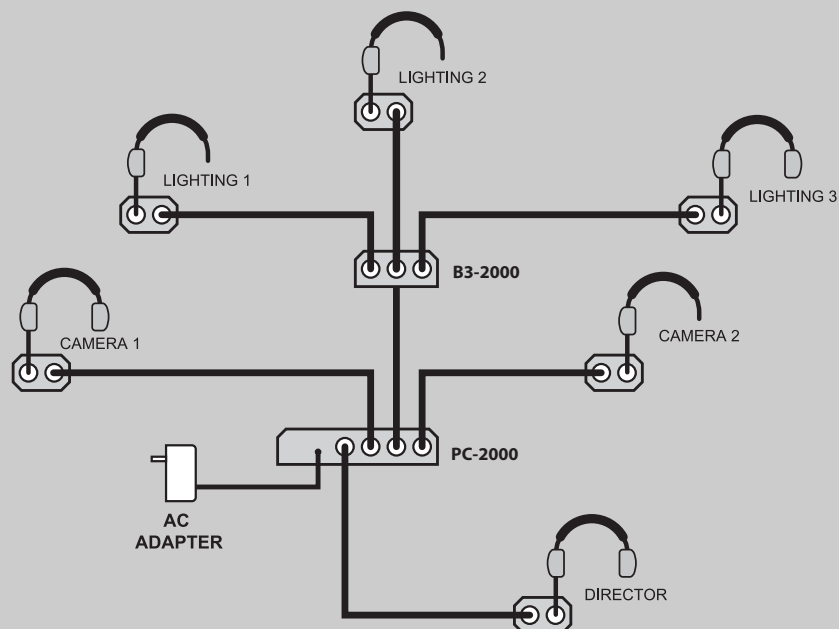 LIGHTING 2
LIGHTING 1
LIGHTING 3
B3-2000
CAMERA 1
CAMERA 2
PC-2000
AC
ADAPTER
DIRECTOR